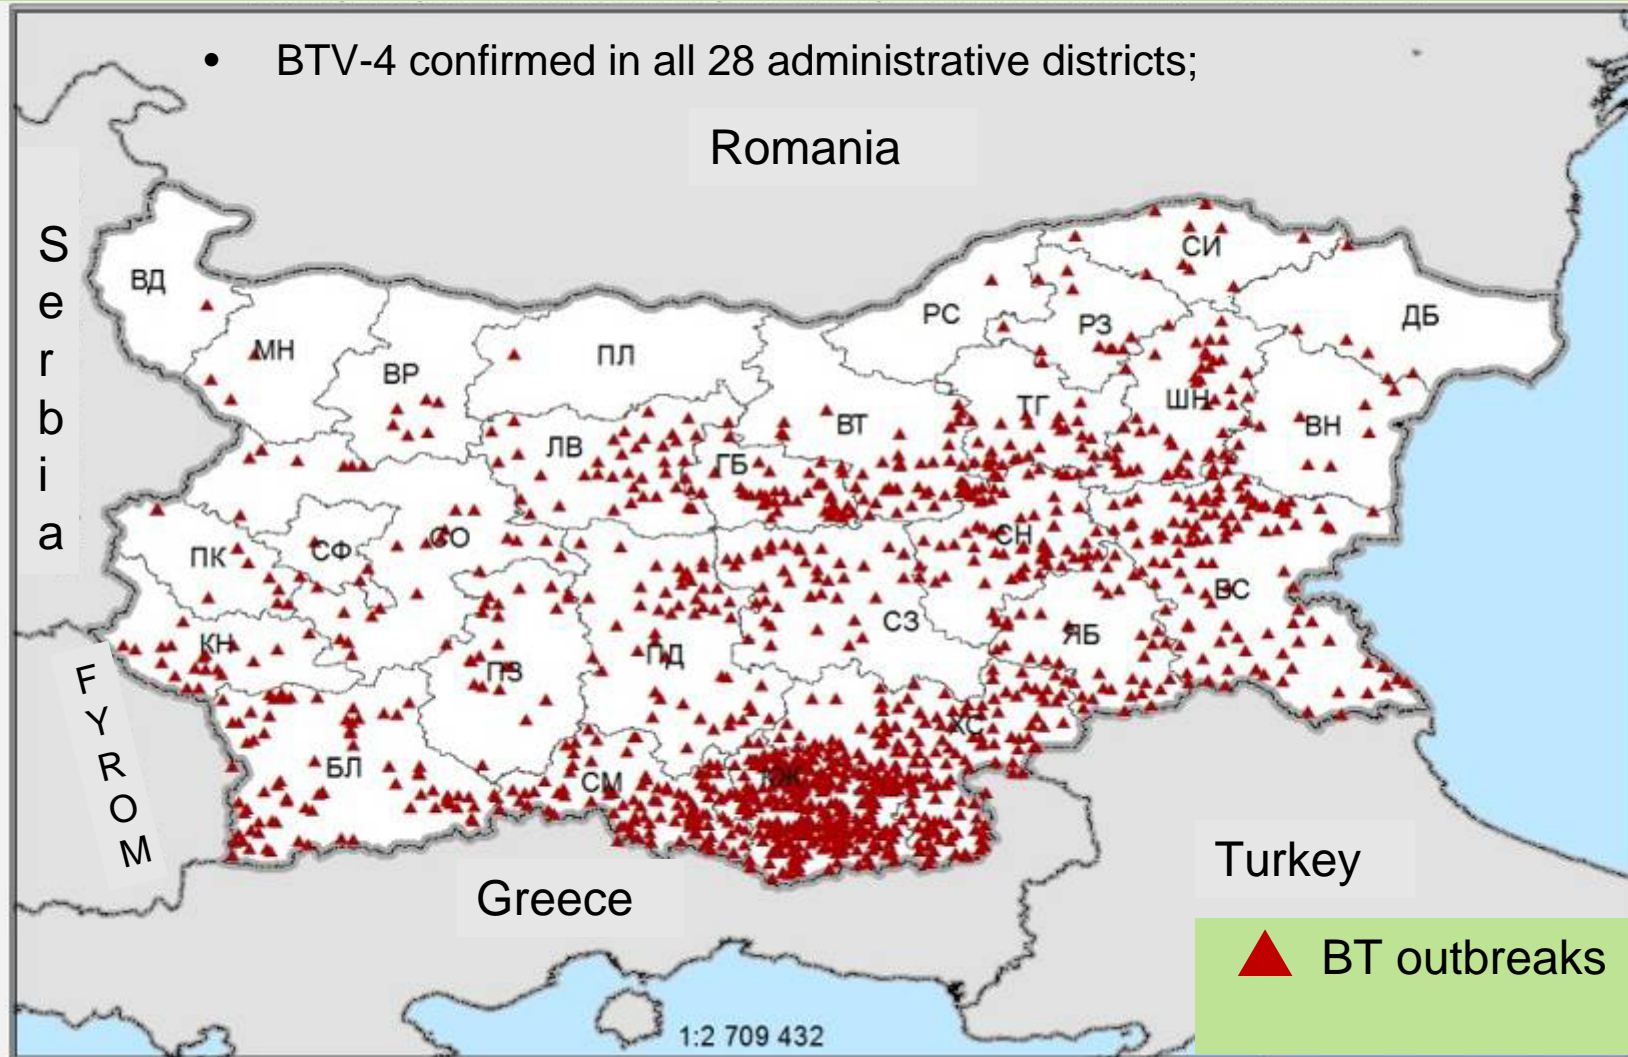 • BTV-4 confirmed in all 28 administrative districts;
Romania
Serbia
СИ
ВД
РС
РЗ
ДБ
МН
ВР
ПЛ
ТГ
ШН
ВТ
ВН
ЛВ
ГБ
ПК
СФ
СО
СН
БС
СЗ
ЯБ
КН
ПЗ
ПД
ХС
FYROM
БЛ
СМ
Turkey
Greece
BT outbreaks
1:2 709 432